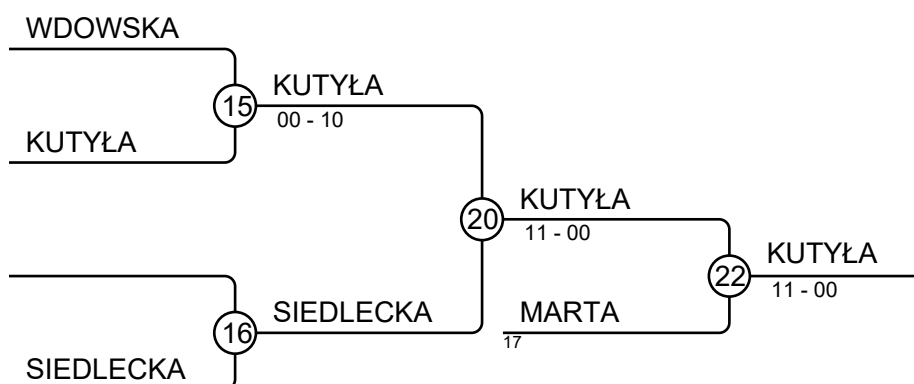 WDOWSKA
15
KUTYŁA
00 - 10
KUTYŁA
20
KUTYŁA
11 - 00
22
KUTYŁA
11 - 00
16
SIEDLECKA
MARTA
17
SIEDLECKA